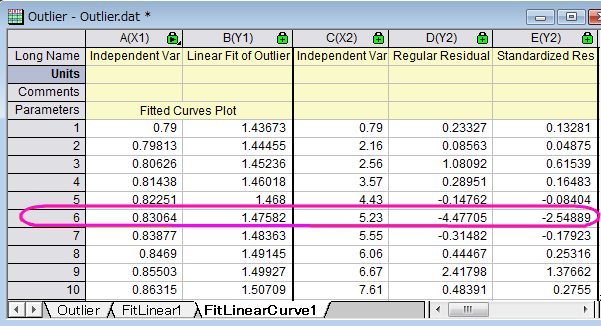 Outlier - Outlier.dat *
A(X1) B(Y1) C(X2) D(Y2) E(Y2)
Long Name Independent Var Linear Fit of Outlier Independent Var Regular Residual Standardized Res
Units
Comments
Parameters Fitted Curves Plot
1 0.79 1.43673 0.79 0.23327 0.13281
2 0.79813 1.44455 2.16 0.08563 0.04875
3 0.80626 1.45236 2.56 1.08092 0.61539
4 0.81438 1.46018 3.57 0.28951 0.16483
5 0.82251 1.468 4.43 -0.14762 -0.08404
6 0.83064 1.47582 5.23 -4.47705 -2.54889
7 0.83877 1.48363 5.55 -0.31482 -0.17923
8 0.8469 1.49145 6.06 0.44467 0.25316
9 0.85503 1.49927 6.67 2.41798 1.37662
10 0.86315 1.50709 7.61 0.48391 0.2755
Outlier FitLinear1 FitLinearCurve1